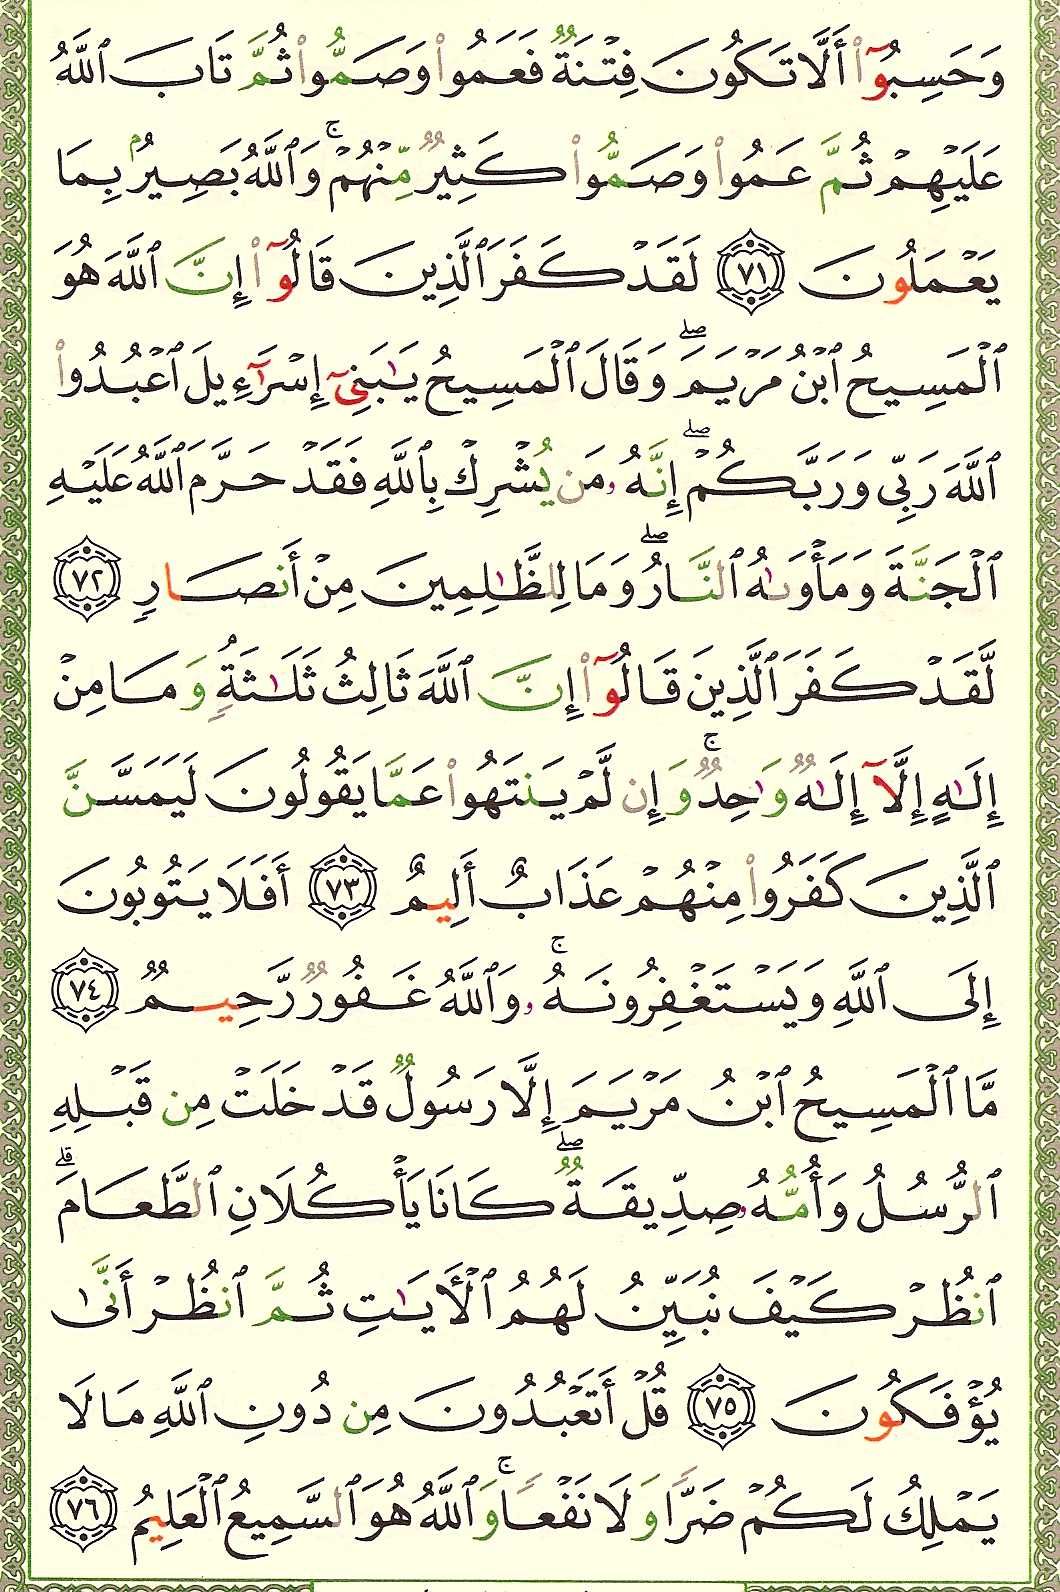 وَحَسِبُوٓا۟ أَلَّا تَكُونَ فِتْنَةٌ فَعَمُوا۟ وَصَمُّوا۟ ثُمَّ تَابَ ٱللَّهُ
عَلَيْهِمْ ثُمَّ عَمُوا۟ وَصَمُّوا۟ كَثِيرٌ مِّنْهُمْ ۚ وَٱللَّهُ بَصِيرٌۢ بِمَا
يَعْمَلُونَ ٧١ لَقَدْ كَفَرَ ٱلَّذِينَ قَالُوٓا۟ إِنَّ ٱللَّهَ هُوَ
ٱلْمَسِيحُ ٱبْنُ مَرْيَمَ ۖ وَقَالَ ٱلْمَسِيحُ يَـٰبَنِىٓ إِسْرَٰٓءِيلَ ٱعْبُدُوا۟
ٱللَّهَ رَبِّى وَرَبَّكُمْ ۖ إِنَّهُۥ مَن يُشْرِكْ بِٱللَّهِ فَقَدْ حَرَّمَ ٱللَّهُ عَلَيْهِ
ٱلْجَنَّةَ وَمَأْوَىٰهُ ٱلنَّارُ ۖ وَمَا لِلظَّـٰلِمِينَ مِنْ أَنصَارٍ ٧٢
لَّقَدْ كَفَرَ ٱلَّذِينَ قَالُوٓا۟ إِنَّ ٱللَّهَ ثَالِثُ ثَلَـٰثَةٍ وَمَا مِنْ
إِلَـٰهٍ إِلَّآ إِلَـٰهٌ وَٰحِدٌ ۚ وَإِن لَّمْ يَنتَهُوا۟ عَمَّا يَقُولُونَ لَيَمَسَّنَّ
ٱلَّذِينَ كَفَرُوا۟ مِنْهُمْ عَذَابٌ أَلِيمٌ ٧٣ أَفَلَا يَتُوبُونَ
إِلَى ٱللَّهِ وَيَسْتَغْفِرُونَهُۥ ۚ وَٱللَّهُ غَفُورٌ رَّحِيمٌ ٧٤
مَّا ٱلْمَسِيحُ ٱبْنُ مَرْيَمَ إِلَّا رَسُولٌ قَدْ خَلَتْ مِن قَبْلِهِ
ٱلرُّسُلُ وَأُمُّهُۥ صِدِّيقَةٌ ۖ كَانَا يَأْكُلَانِ ٱلطَّعَامَ ۗ
ٱنظُرْ كَيْفَ نُبَيِّنُ لَهُمُ ٱلْـَٔايَـٰتِ ثُمَّ ٱنظُرْ أَنَّىٰ
يُؤْفَكُونَ ٧٥ قُلْ أَتَعْبُدُونَ مِن دُونِ ٱللَّهِ مَا لَا
يَمْلِكُ لَكُمْ ضَرًّا وَلَا نَفْعًا ۚ وَٱللَّهُ هُوَ ٱلسَّمِيعُ ٱلْعَلِيمُ ٧٦